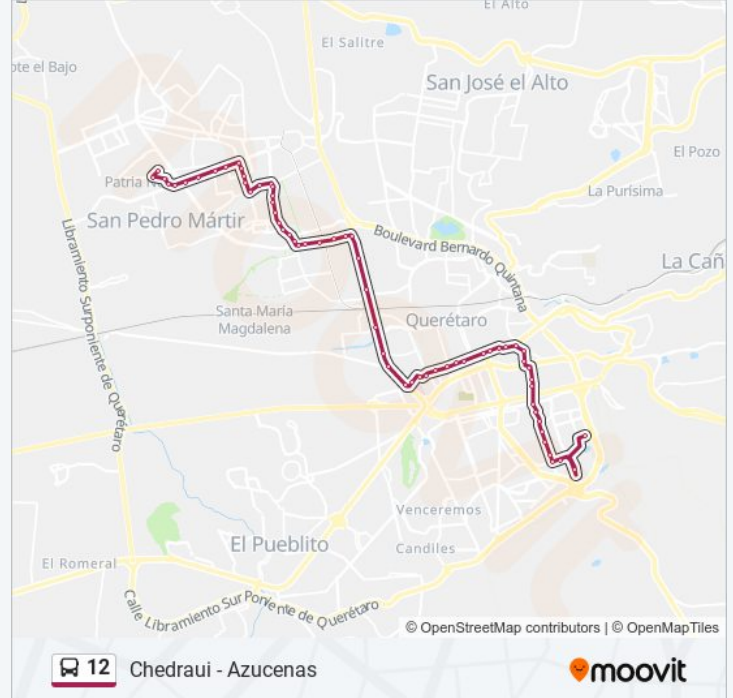 El Alto
El Salitre
ote el Bajo
San José el Alto
El Pozo
Patria N
La Purísima
San Pedro Mártir
Boulevard Bernardo Quintana
La Cañ
Libramiento Surponiente de Querétaro
Santa María
Magdalena
Querétaro
Venceremos
El Pueblito
Candiles
El Romeral
Calle Libramiento Sur Poniente de Querétaro
© OpenStreetMap contributors | © OpenMapTiles
12 Chedraui - Azucenas
moovit